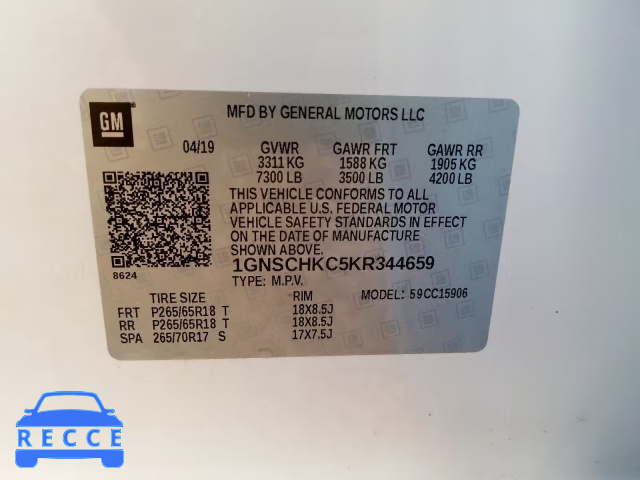 GM
MFD BY GENERAL MOTORS LLC
04/19 GVWR GAWR FRT GAWR RR
3311 KG 1588 KG 1905 KG
7300 LB 3500 LB 4200 LB
THIS VEHICLE CONFORMS TO ALL
APPLICABLE U.S. FEDERAL MOTOR
VEHICLE SAFETY STANDARDS IN EFFECT
ON THE DATE OF MANUFACTURE
SHOWN ABOVE.
8624
1GNSCHKC5KR344659
TYPE: M.P.V. MODEL: 59CC15906
TIRE SIZE RIM
FRT P265/65R18 T 18X8.5J
RR P265/65R18 T 18X8.5J
SPA 265/70R17 S 17X7.5J
RECCE